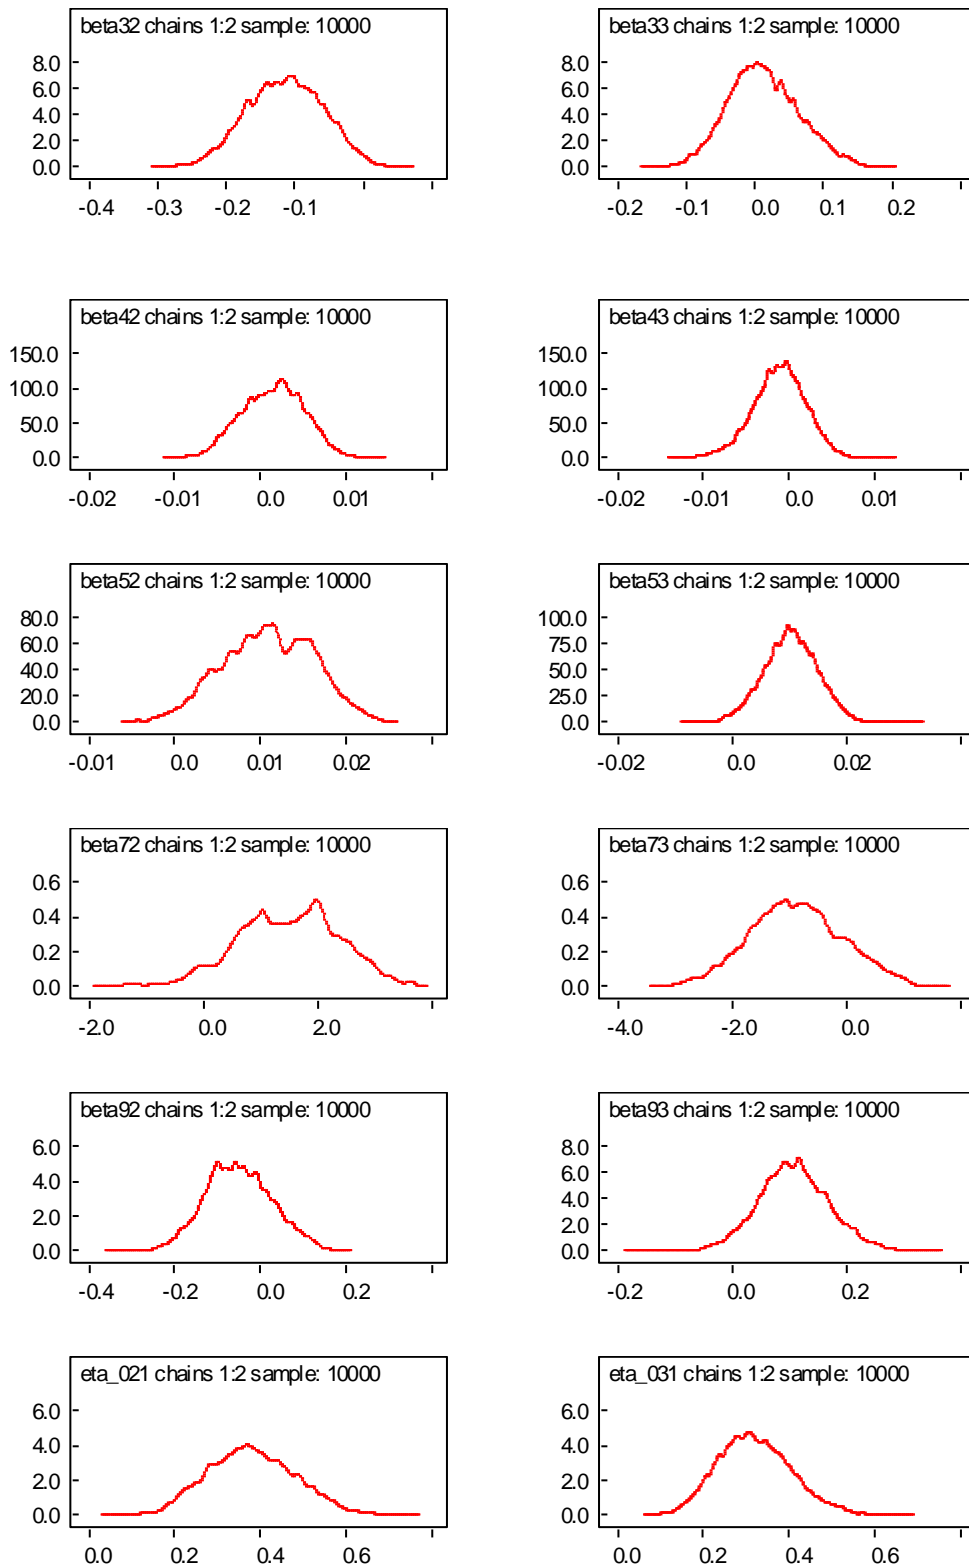 beta32 chains 1:2 sample: 10000
8.0
6.0
4.0
2.0
0.0
-0.4 -0.3 -0.2 -0.1
beta33 chains 1:2 sample: 10000
8.0
6.0
4.0
2.0
0.0
-0.2 -0.1 0.0 0.1 0.2
beta42 chains 1:2 sample: 10000
150.0
100.0
50.0
0.0
-0.02 -0.01 0.0 0.01
beta43 chains 1:2 sample: 10000
150.0
100.0
50.0
0.0
-0.02 -0.01 0.0 0.01
beta52 chains 1:2 sample: 10000
80.0
60.0
40.0
20.0
0.0
-0.01 0.0 0.01 0.02
beta53 chains 1:2 sample: 10000
100.0
75.0
50.0
25.0
0.0
-0.02 0.0 0.02
beta72 chains 1:2 sample: 10000
0.6
0.4
0.2
0.0
-2.0 0.0 2.0
beta73 chains 1:2 sample: 10000
0.6
0.4
0.2
0.0
-4.0 -2.0 0.0
beta92 chains 1:2 sample: 10000
6.0
4.0
2.0
0.0
-0.4 -0.2 0.0 0.2
beta93 chains 1:2 sample: 10000
8.0
6.0
4.0
2.0
0.0
-0.2 0.0 0.2
eta_021 chains 1:2 sample: 10000
6.0
4.0
2.0
0.0
0.0 0.2 0.4 0.6
eta_031 chains 1:2 sample: 10000
6.0
4.0
2.0
0.0
0.0 0.2 0.4 0.6